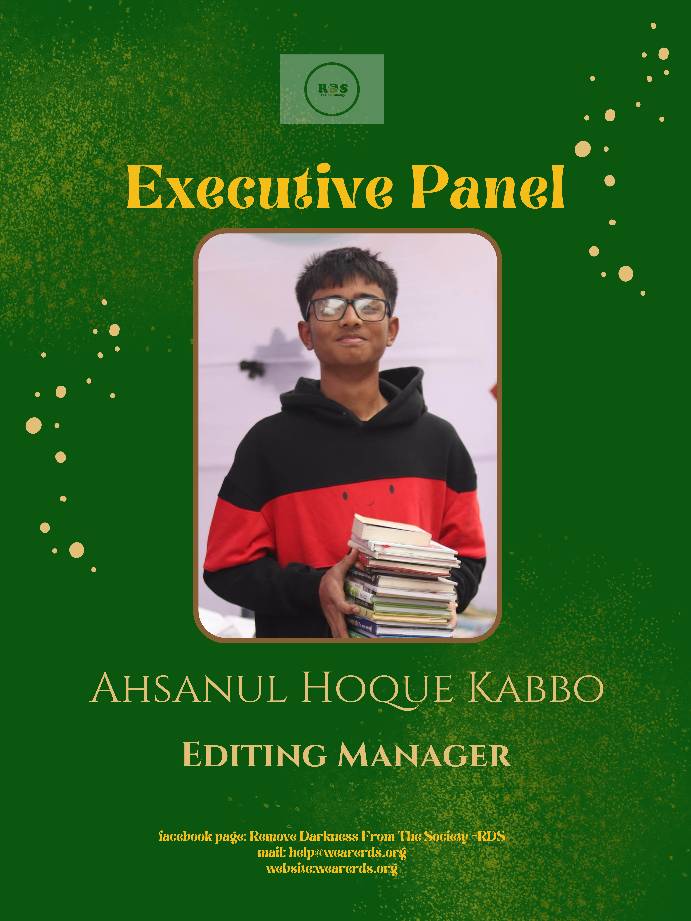 RDS
Executive Panel
Ahsanul Hoque Kabbo
Editing Manager
facebook page: Remove Darkness From The Society -RDS
mail: help@wearerds.org
website:wearerds.org